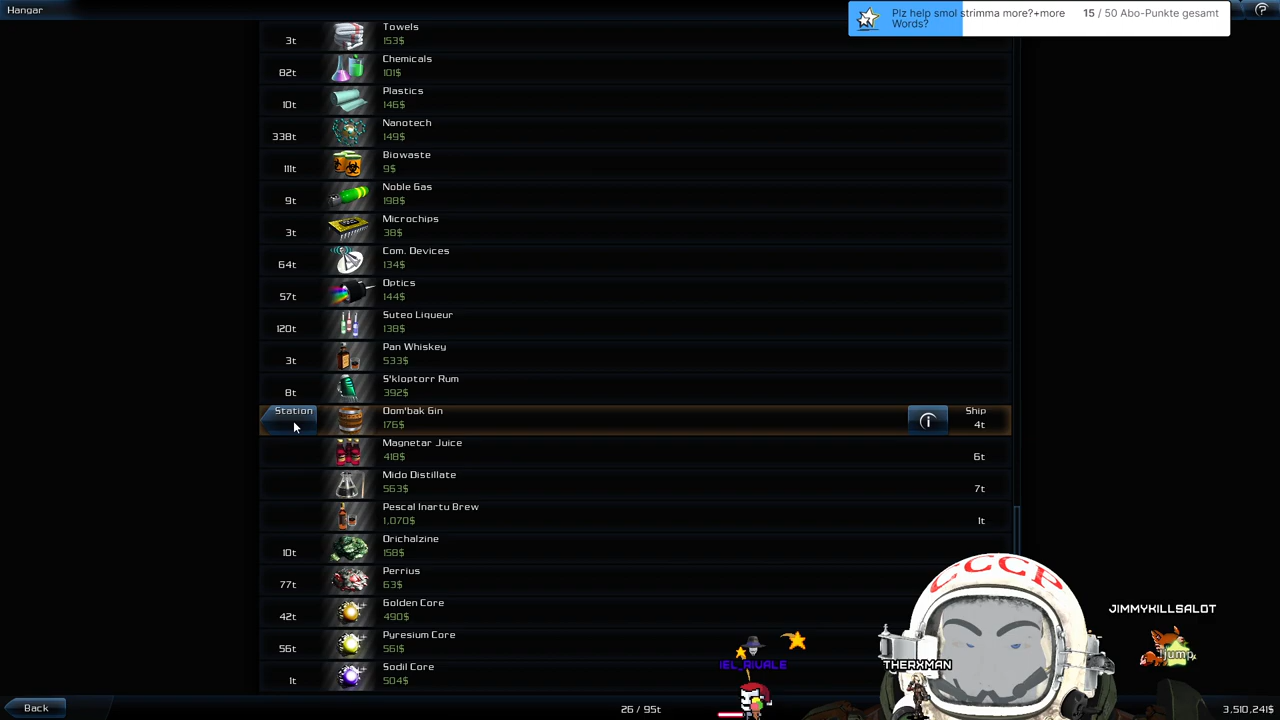 Hangar
Plz help smol strimma more?+more
Words?
15 / 50 Abo-Punkte gesamt
Towels
3t
153$
Chemicals
82t
101$
Plastics
10t
146$
Nanotech
338t
149$
Biowaste
111t
9$
Noble Gas
9t
198$
Microchips
3t
38$
Com. Devices
64t
134$
Optics
57t
144$
Suteo Liqueur
120t
138$
Pan Whiskey
3t
533$
S'kloptorr Rum
8t
392$
Station
Oom'bak Gin
176$
Ship
4t
Magnetar Juice
418$
6t
Mido Distillate
563$
7t
Pescal Inartu Brew
1,070$
1t
Orichalzine
10t
158$
Perrius
77t
63$
Golden Core
42t
490$
Pyresium Core
56t
561$
Sodil Core
1t
504$
CCCP
JIMMYKILLSALOT
jump
IEL_RIVALE
THERXMAN
Back
26 / 95t
3,510,241$